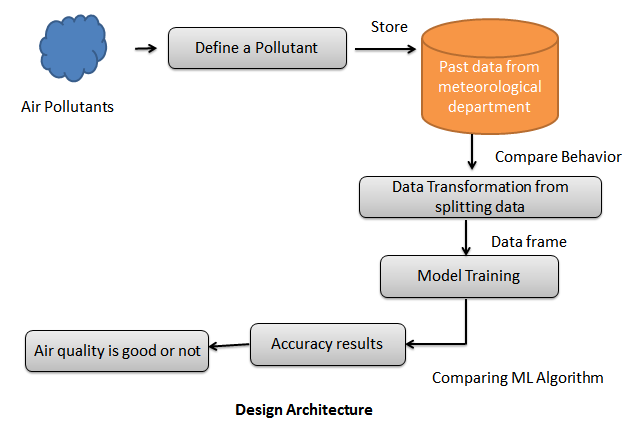 Store
Define a Pollutant
Past data from
meteorological
department
Air Pollutants
Compare Behavior
Data Transformation from
splitting data
Data frame
Model Training
Accuracy results
Air quality is good or not
Comparing ML Algorithm
Design Architecture